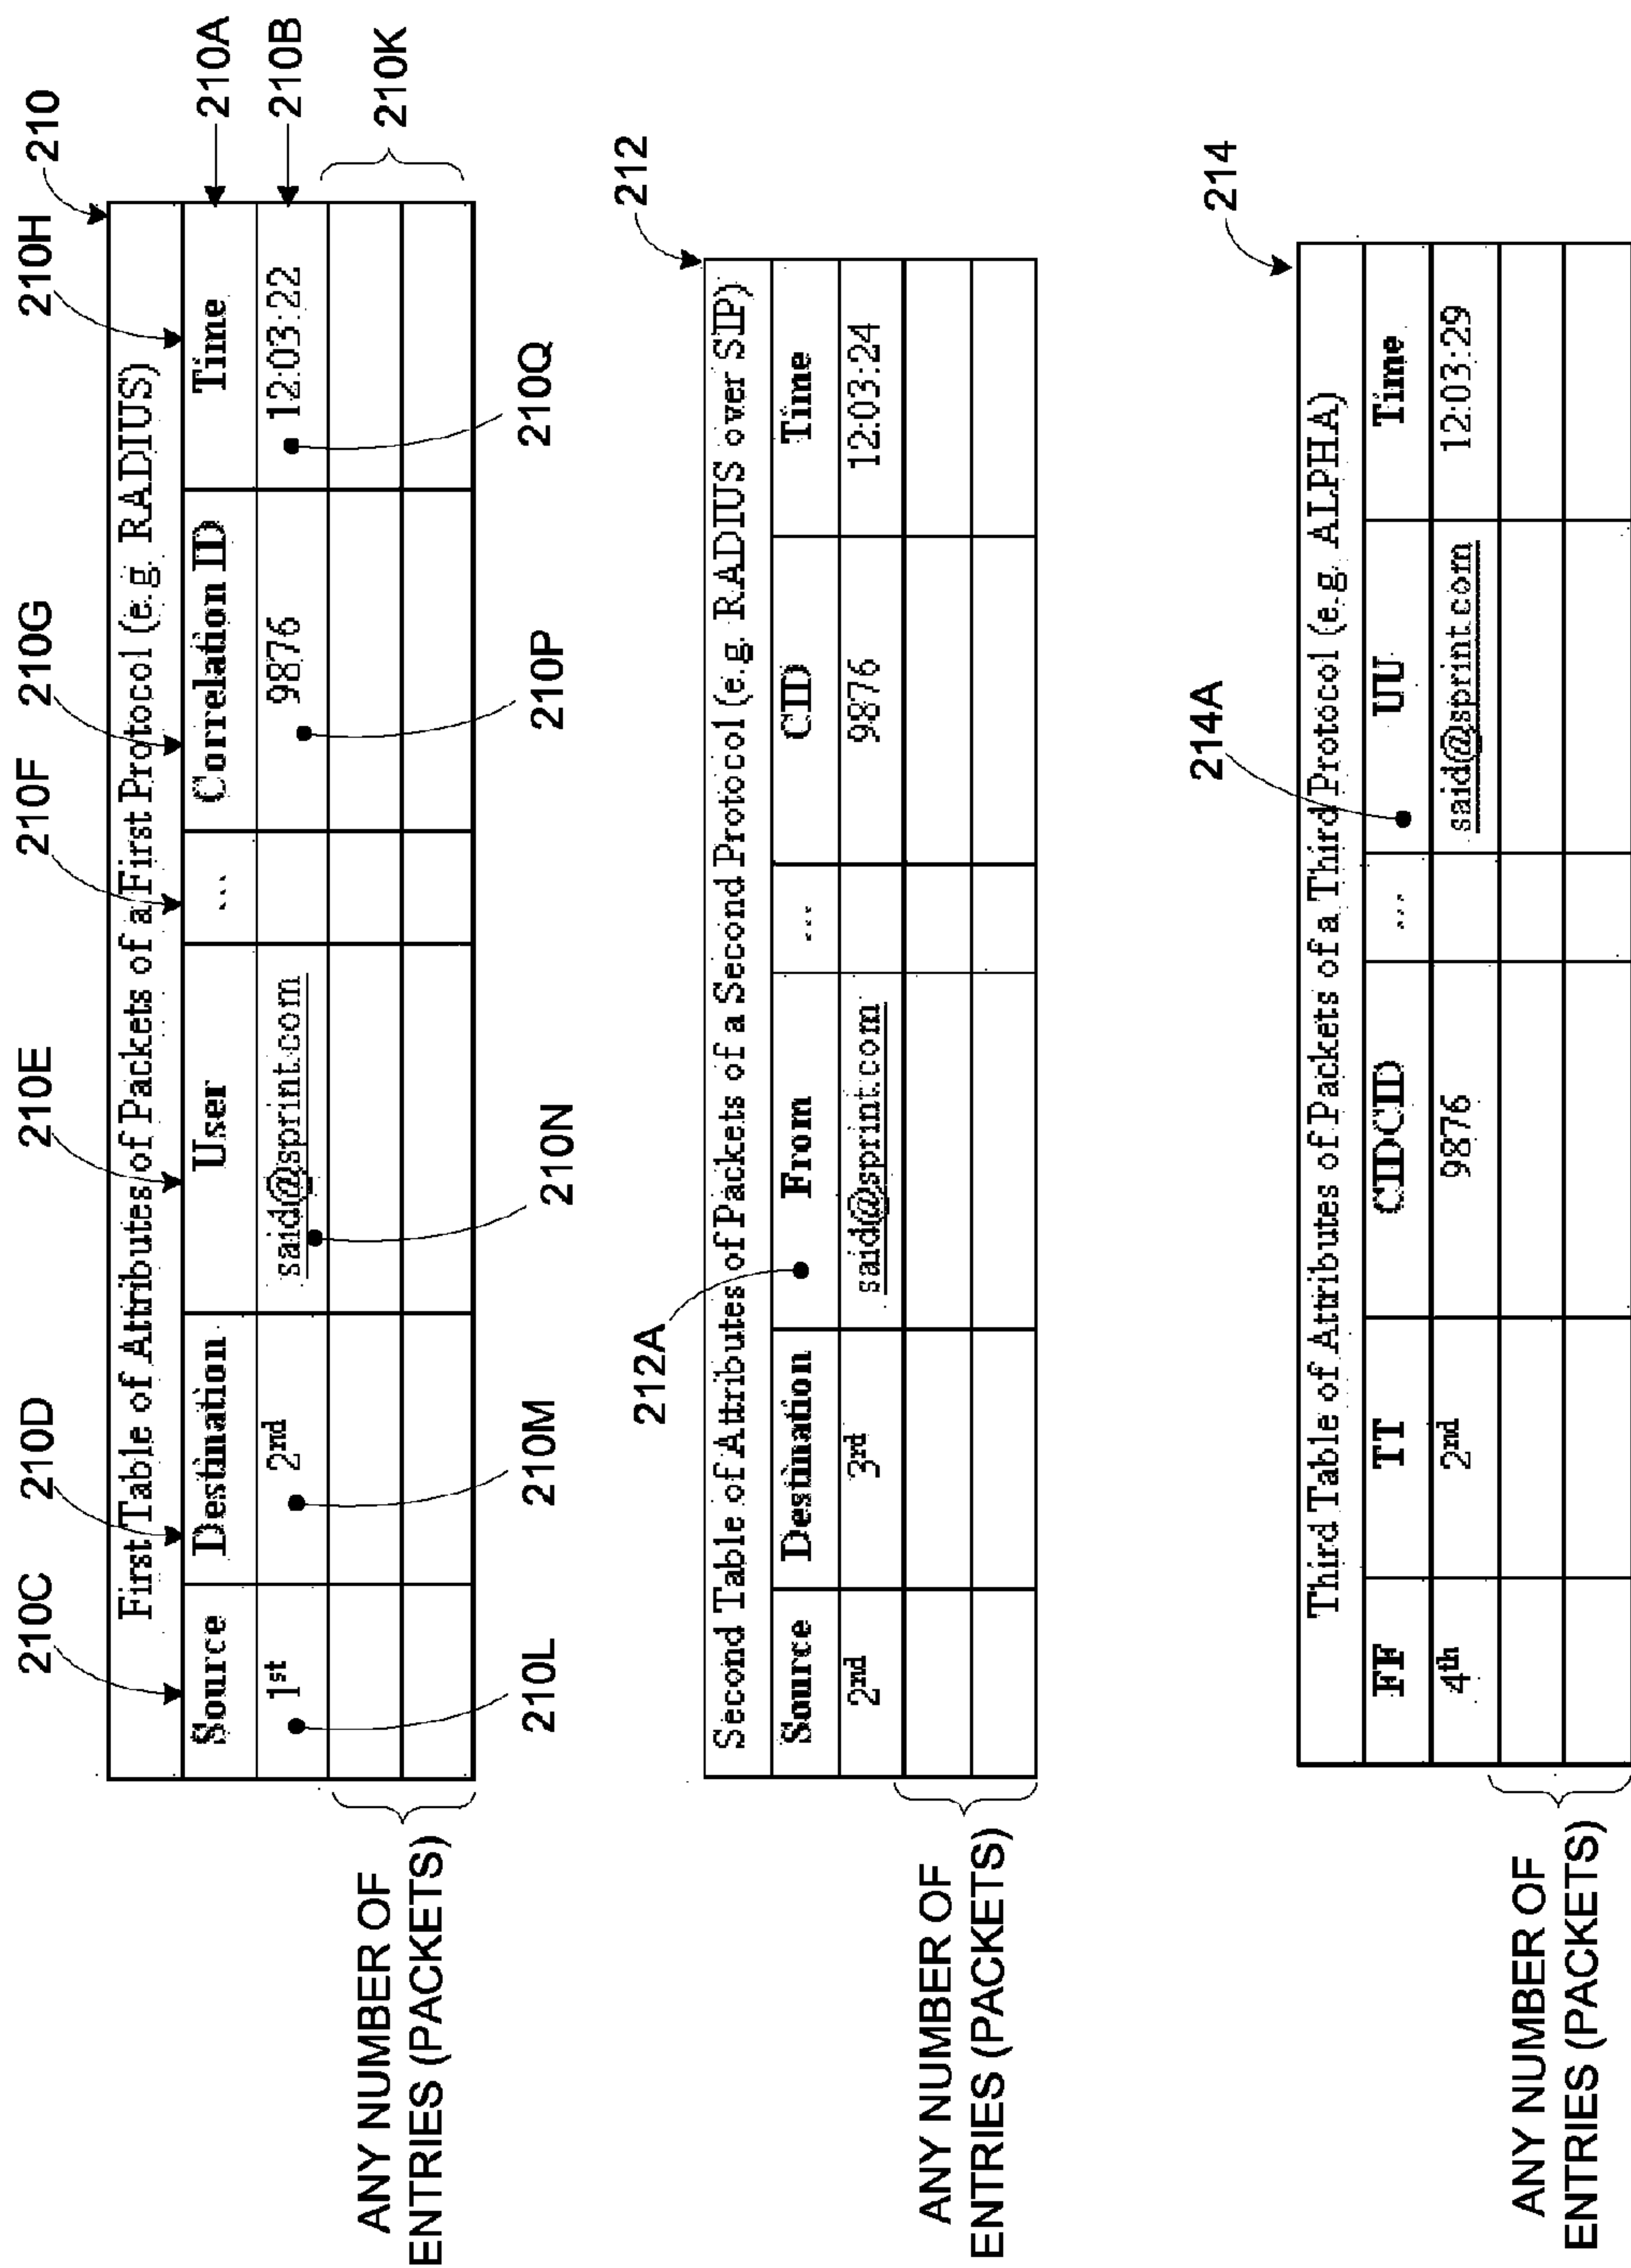 210C 210D 210E 210F 210G 210H 210
First Table of Attributes of Packets of a First Protocol (e.g. RADIUS)
Source Destination User ... Correlation ID Time 210A
1st 2nd said@sprint.com 9876 12:03:22 210B
210K
ANY NUMBER OF
ENTRIES (PACKETS)
210L 210M 210N 210P 210Q
212A 212
Second Table of Attributes of Packets of a Second Protocol (e.g. RADIUS over SIP)
Source Destination From ... CID Time
2nd 3rd said@sprint.com 9876 12:03:24
ANY NUMBER OF
ENTRIES (PACKETS)
214A 214
Third Table of Attributes of Packets of a Third Protocol (e.g. ALPHA)
FF TT CIDCID ... UU Time
4th 2nd 9876 said@sprint.com 12:03:29
ANY NUMBER OF
ENTRIES (PACKETS)